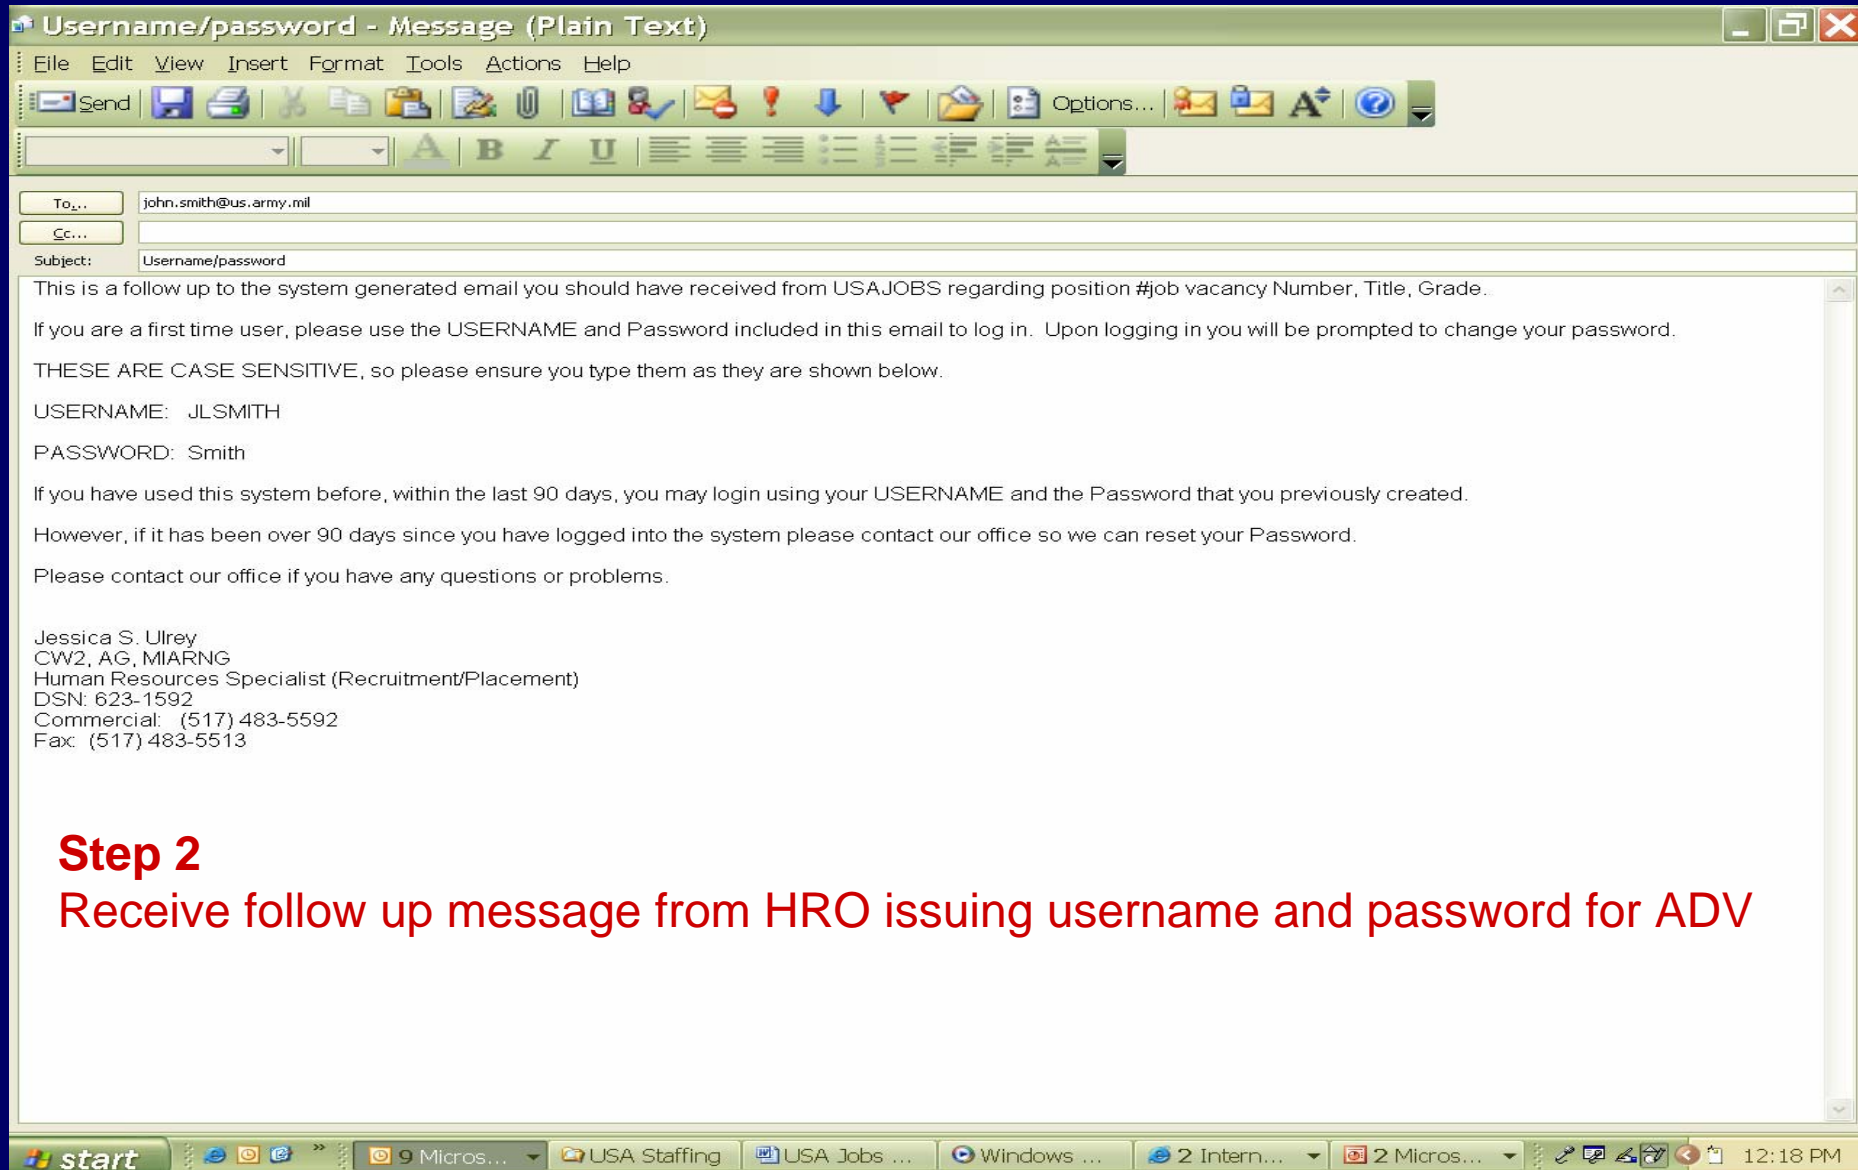 Username/password - Message (Plain Text)
File Edit View Insert Format Tools Actions Help
Send Options...
A B I U
To... john.smith@us.army.mil
Cc...
Subject: Username/password
This is a follow up to the system generated email you should have received from USAJOBS regarding position #job vacancy Number, Title, Grade.
If you are a first time user, please use the USERNAME and Password included in this email to log in. Upon logging in you will be prompted to change your password.
THESE ARE CASE SENSITIVE, so please ensure you type them as they are shown below.
USERNAME: JLSMITH
PASSWORD: Smith
If you have used this system before, within the last 90 days, you may login using your USERNAME and the Password that you previously created.
However, if it has been over 90 days since you have logged into the system please contact our office so we can reset your Password.
Please contact our office if you have any questions or problems.
Jessica S. Ulrey
CW2, AG, MIARNG
Human Resources Specialist (Recruitment/Placement)
DSN: 623-1592
Commercial: (517) 483-5592
Fax: (517) 483-5513
Step 2
Receive follow up message from HRO issuing username and password for ADV
start 9 Micros... USA Staffing USA Jobs ... Windows ... 2 Intern... 2 Micros... 12:18 PM